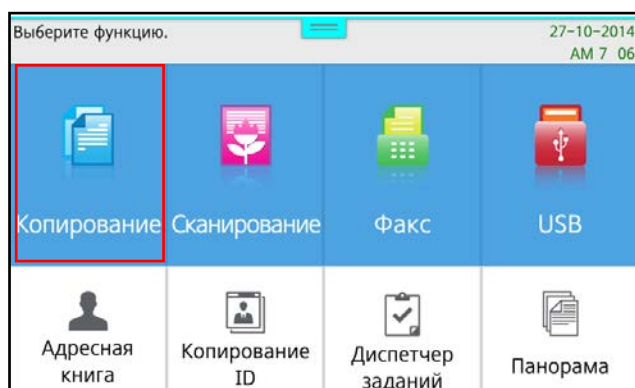 Выберите функцию.
27-10-2014
AM 7 06
Копирование Сканирование Факс USB
Адресная книга
Копирование ID
Диспетчер заданий
Панорама